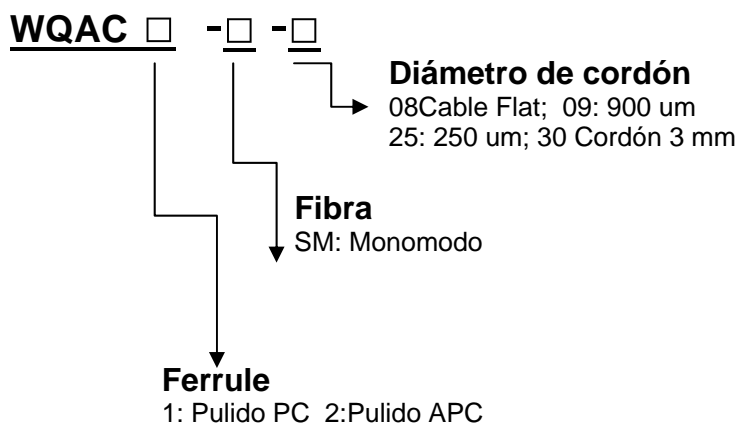 WQAC □ -□ -□
Diámetro de cordón
08Cable Flat; 09: 900 um
25: 250 um; 30 Cordón 3 mm
Fibra
SM: Monomodo
Ferrule
1: Pulido PC 2:Pulido APC